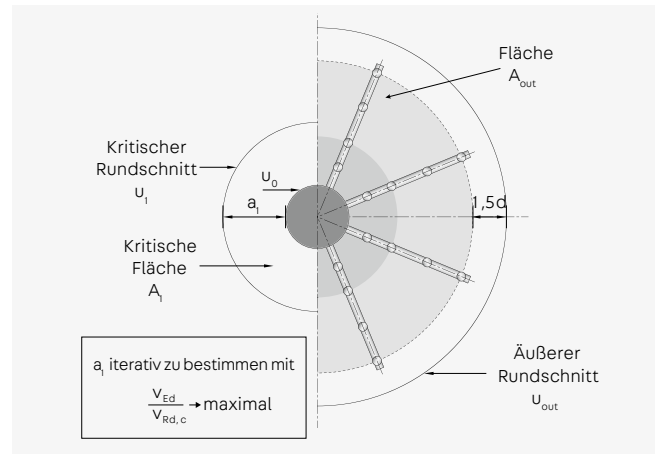 Fläche
A_out
Kritischer
Rundschnitt
u_1
u_0
a_1
1,5d
Kritische
Fläche
A_1
a_1 iterativ zu bestimmen mit
V_Ed
V_Rd,c
→ maximal
Äußerer
Rundschnitt
u_out